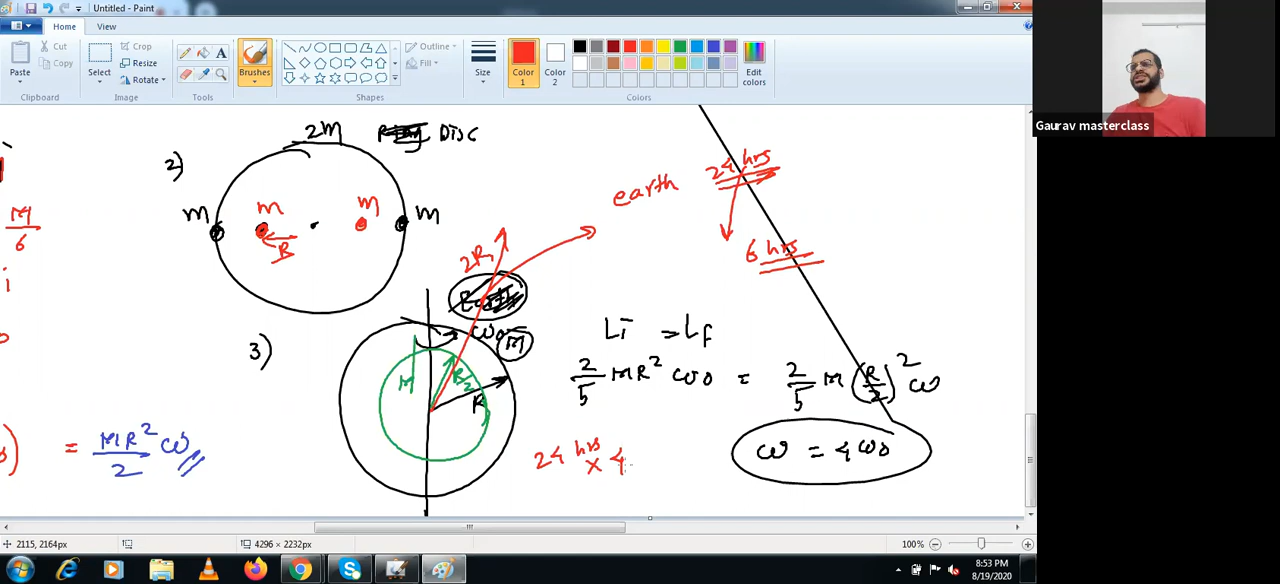 Untitled - Paint
Home
View
Paste
Cut
Copy
Clipboard
Select
Crop
Resize
Rotate
Image
Tools
Brushes
Shapes
Outline
Fill
Size
Color 1
Color 2
Edit colors
Colors
Gaurav masterclass
2m
DISC
2)
m
m
m
m
R
M/6
earth
24 hrs
6 hrs
2R
ω0
M
3)
M
R/2
R
Li = Lf
2/5 MR² ω0 = 2/5 M (R/2)² ω
ω = 4ω0
= MR²/2 ω
24 hrs × 4
2115, 2164px
4296 × 2232px
100%
8:53 PM
8/19/2020